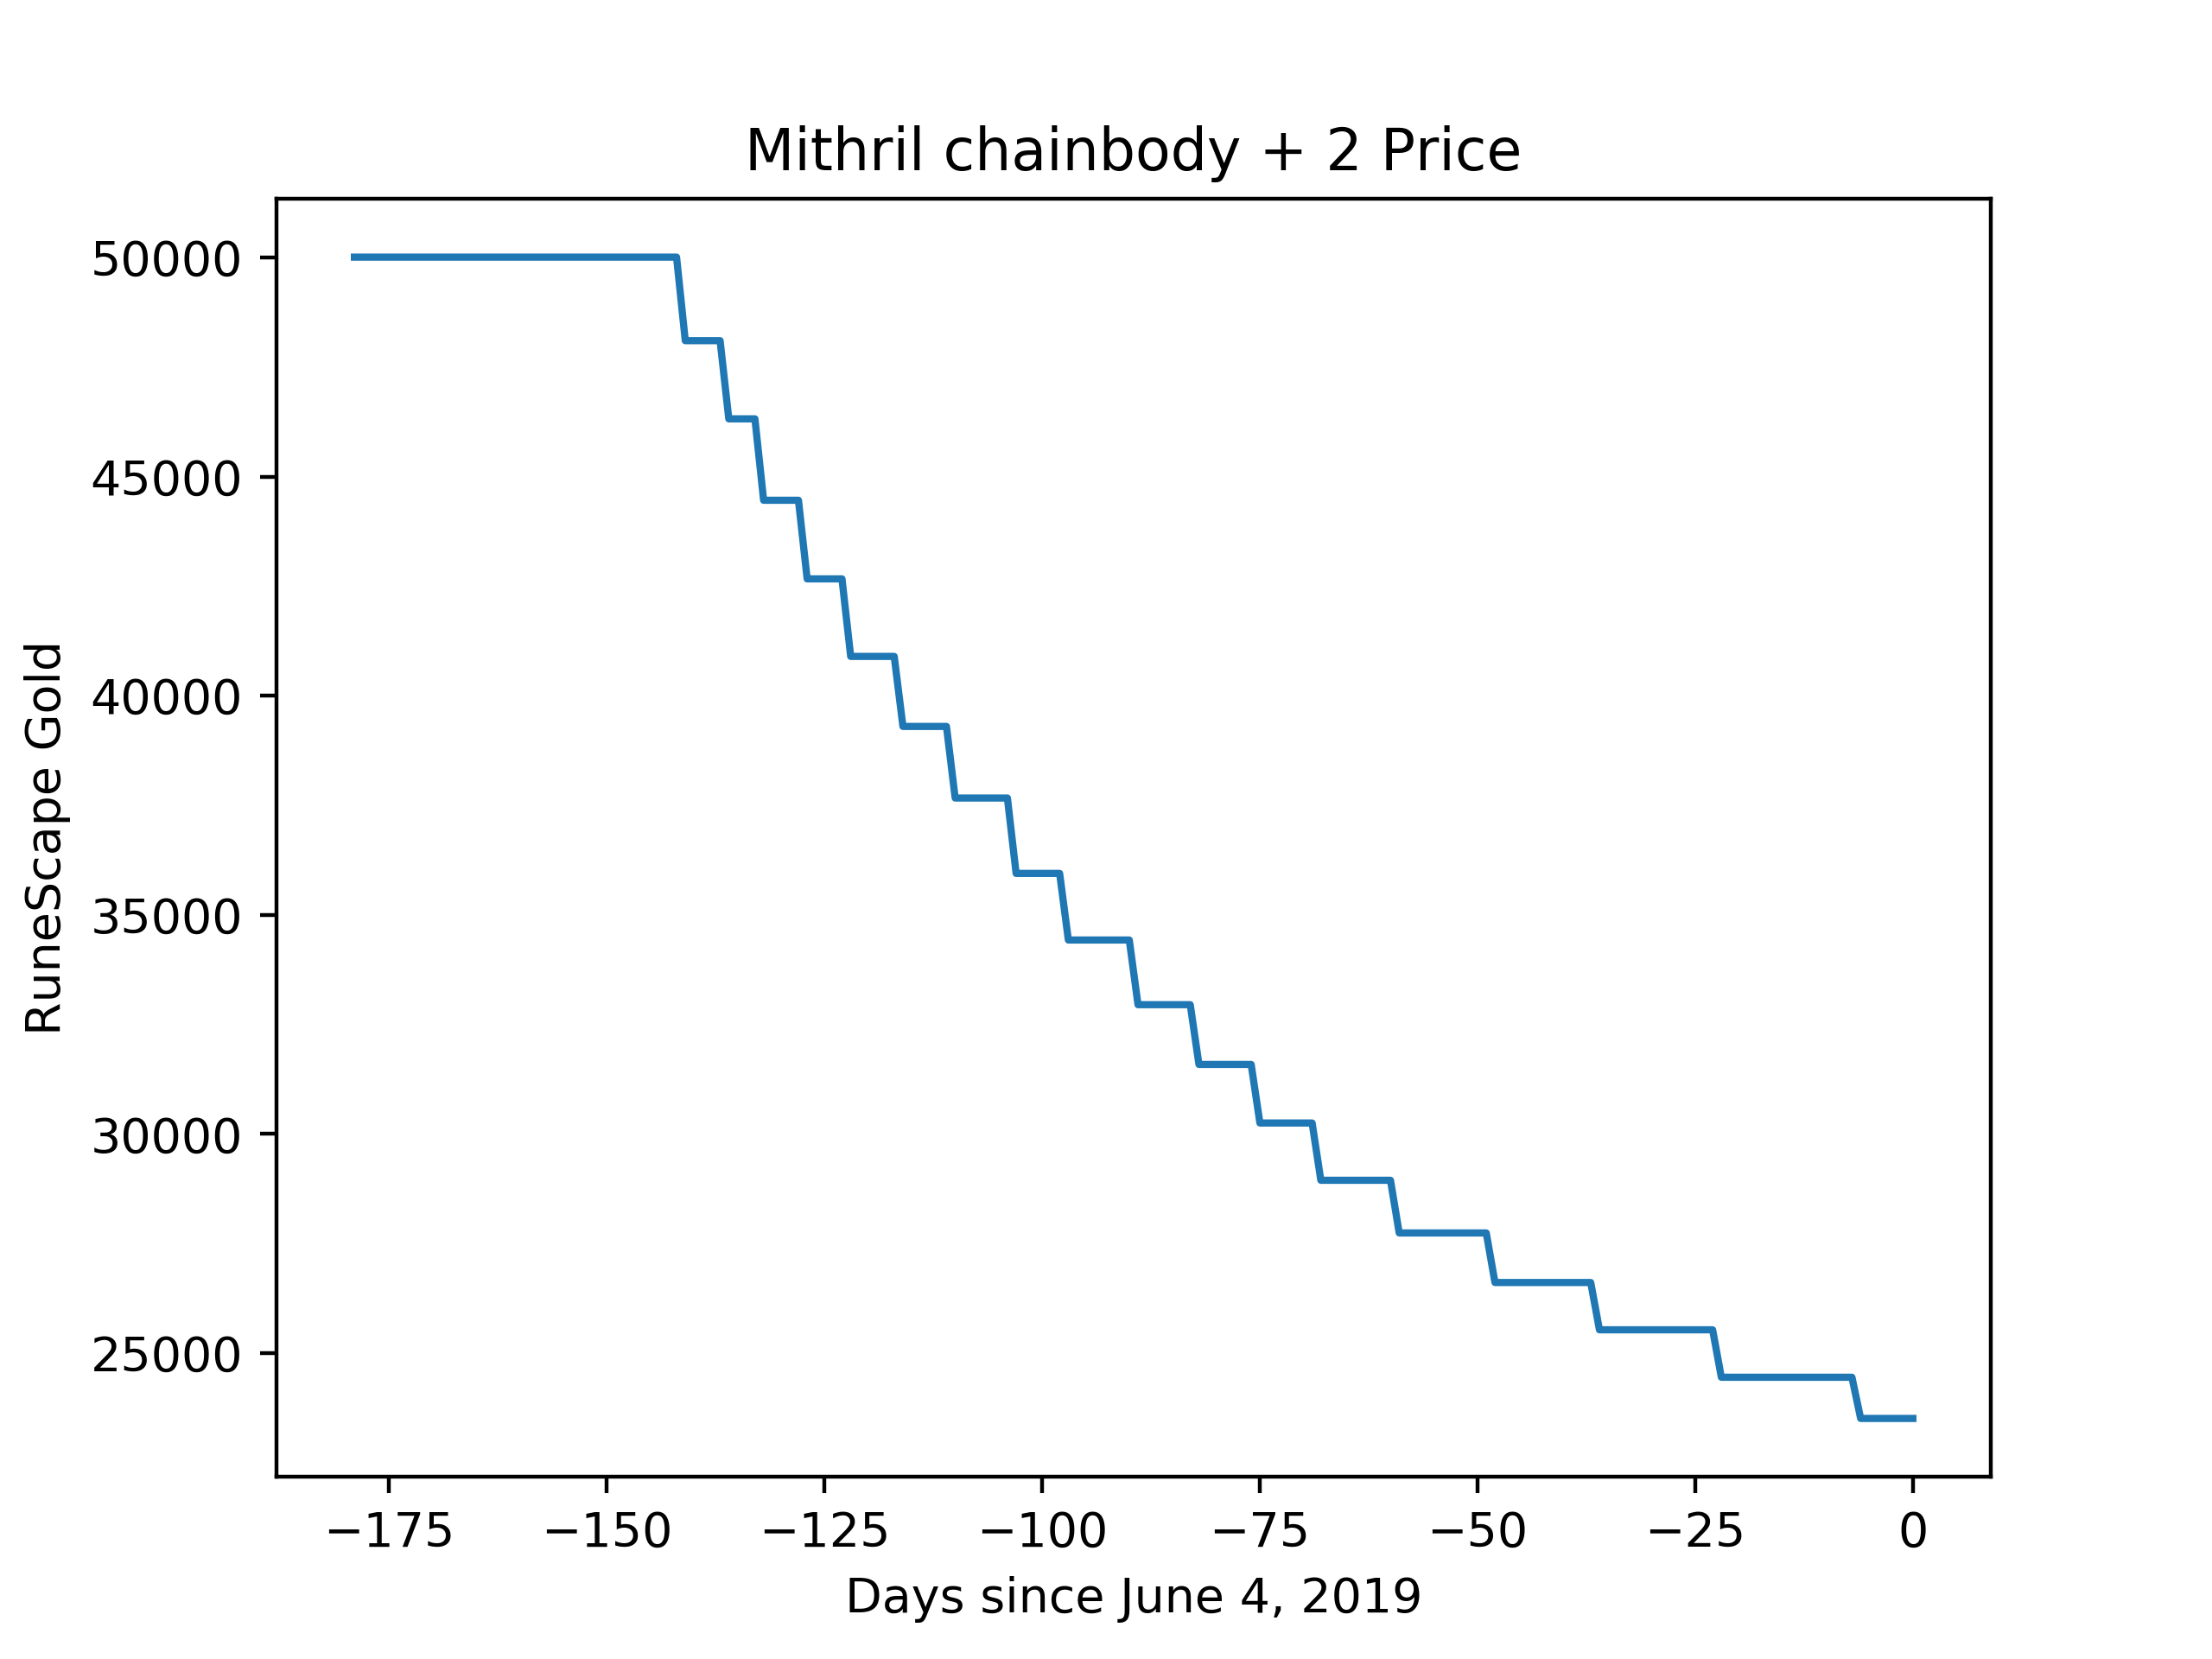 Mithril chainbody + 2 Price
RuneScape Gold
50000
45000
40000
35000
30000
25000
−175 −150 −125 −100 −75 −50 −25 0
Days since June 4, 2019